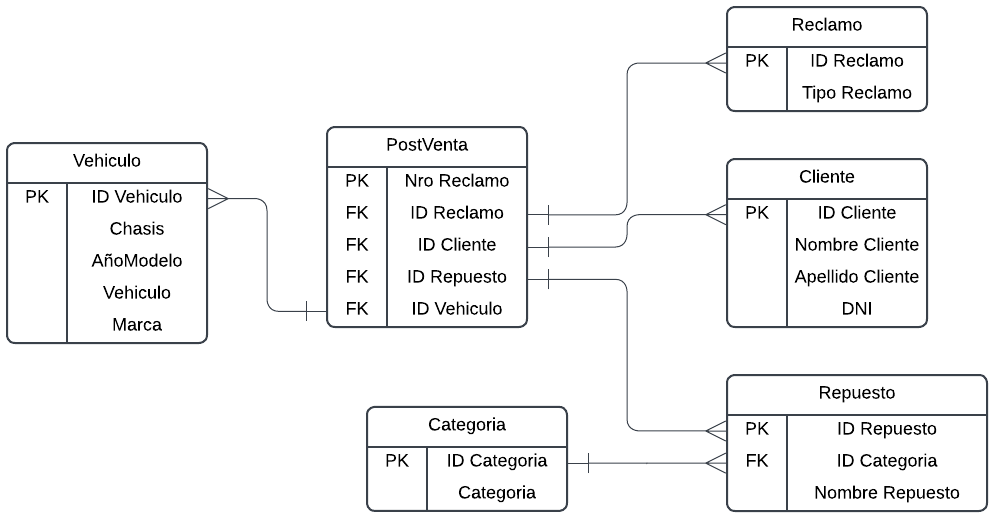 Reclamo
PK ID Reclamo
Tipo Reclamo
Vehiculo
PK ID Vehiculo
Chasis
AñoModelo
Vehiculo
Marca
PostVenta
PK Nro Reclamo
FK ID Reclamo
FK ID Cliente
FK ID Repuesto
FK ID Vehiculo
Cliente
PK ID Cliente
Nombre Cliente
Apellido Cliente
DNI
Categoria
PK ID Categoria
Categoria
Repuesto
PK ID Repuesto
FK ID Categoria
Nombre Repuesto